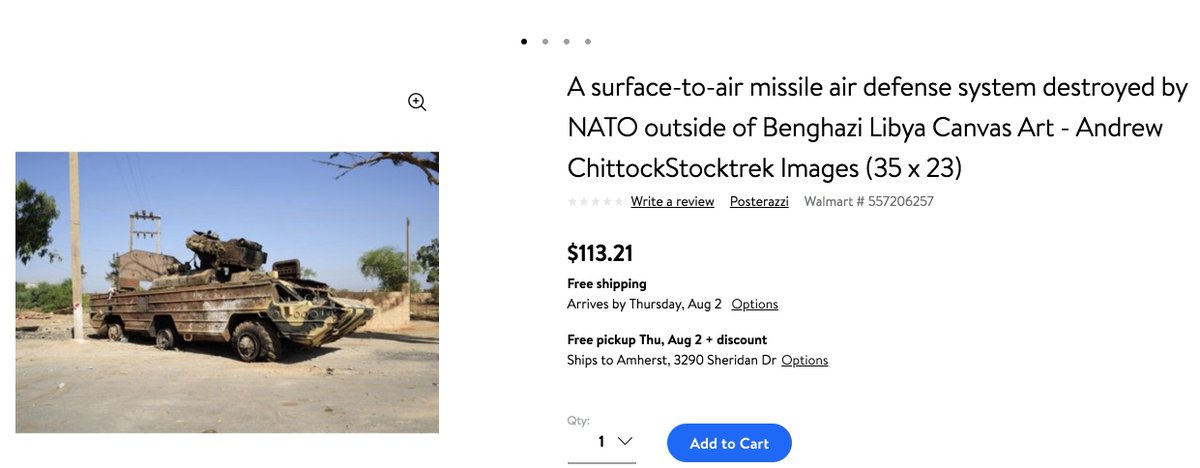 A surface-to-air missile air defense system destroyed by
NATO outside of Benghazi Libya Canvas Art - Andrew
ChittockStocktrek Images (35 x 23)
Write a review Posterazzi Walmart # 557206257
$113.21
Free shipping
Arrives by Thursday, Aug 2 Options
Free pickup Thu, Aug 2 + discount
Ships to Amherst, 3290 Sheridan Dr Options
Qty:
1
Add to Cart